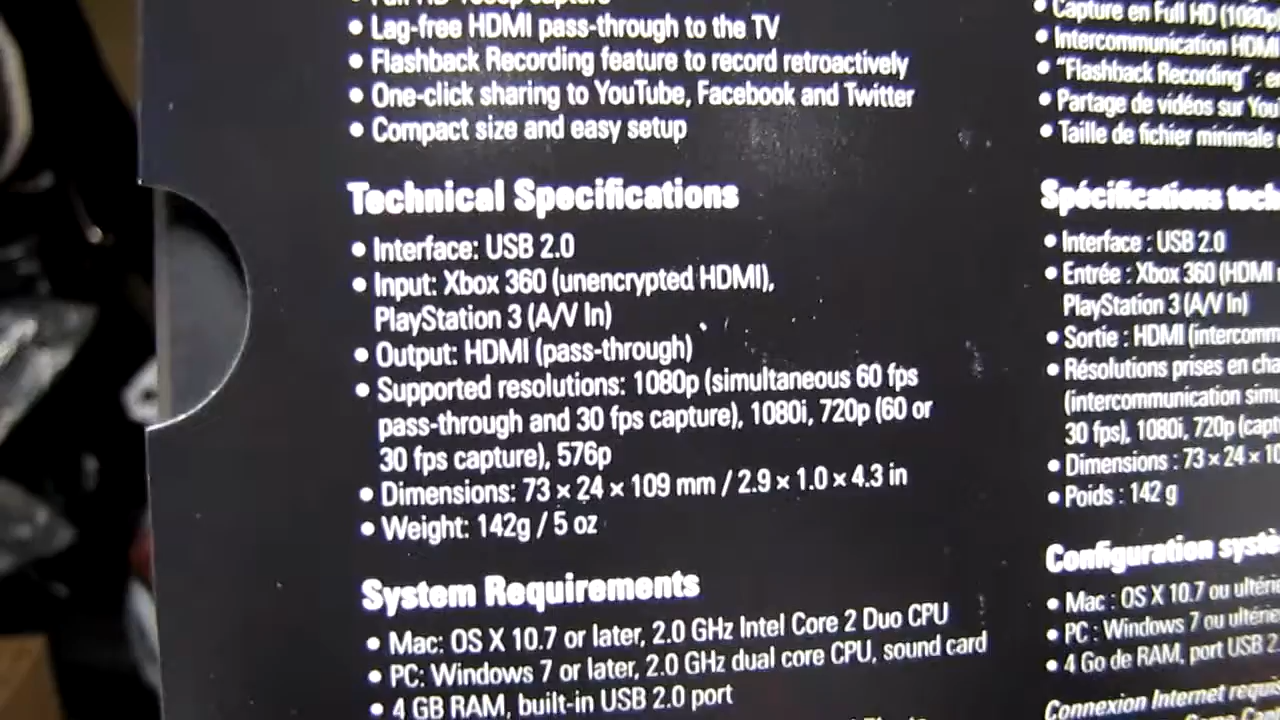 • Lag-free HDMI pass-through to the TV
• Flashback Recording feature to record retroactively
• One-click sharing to YouTube, Facebook and Twitter
• Compact size and easy setup
Technical Specifications
• Interface: USB 2.0
• Input: Xbox 360 (unencrypted HDMI),
PlayStation 3 (A/V In)
• Output: HDMI (pass-through)
• Supported resolutions: 1080p (simultaneous 60 fps
pass-through and 30 fps capture), 1080i, 720p (60 or
30 fps capture), 576p
• Dimensions: 73 × 24 × 109 mm / 2.9 × 1.0 × 4.3 in
• Weight: 142g / 5 oz
System Requirements
• Mac: OS X 10.7 or later, 2.0 GHz Intel Core 2 Duo CPU
• PC: Windows 7 or later, 2.0 GHz dual core CPU, sound card
• 4 GB RAM, built-in USB 2.0 port
• Capture en Full HD (1080p
• Intercommunication HDMI
• "Flashback Recording" :
• Partage de vidéos sur You
• Taille de fichier minimale
Spécifications tech
• Interface : USB 2.0
• Entrée : Xbox 360 (HDMI
PlayStation 3 (A/V In)
• Sortie : HDMI (intercomm
• Résolutions prises en cha
(intercommunication simu
30 fps), 1080i, 720p (capt
• Dimensions : 73 × 24 × 10
• Poids : 142 g
Configuration systè
• Mac : OS X 10.7 ou ultérie
• PC : Windows 7 ou ultérie
• 4 Go de RAM, port USB 2.
Connexion Internet requi